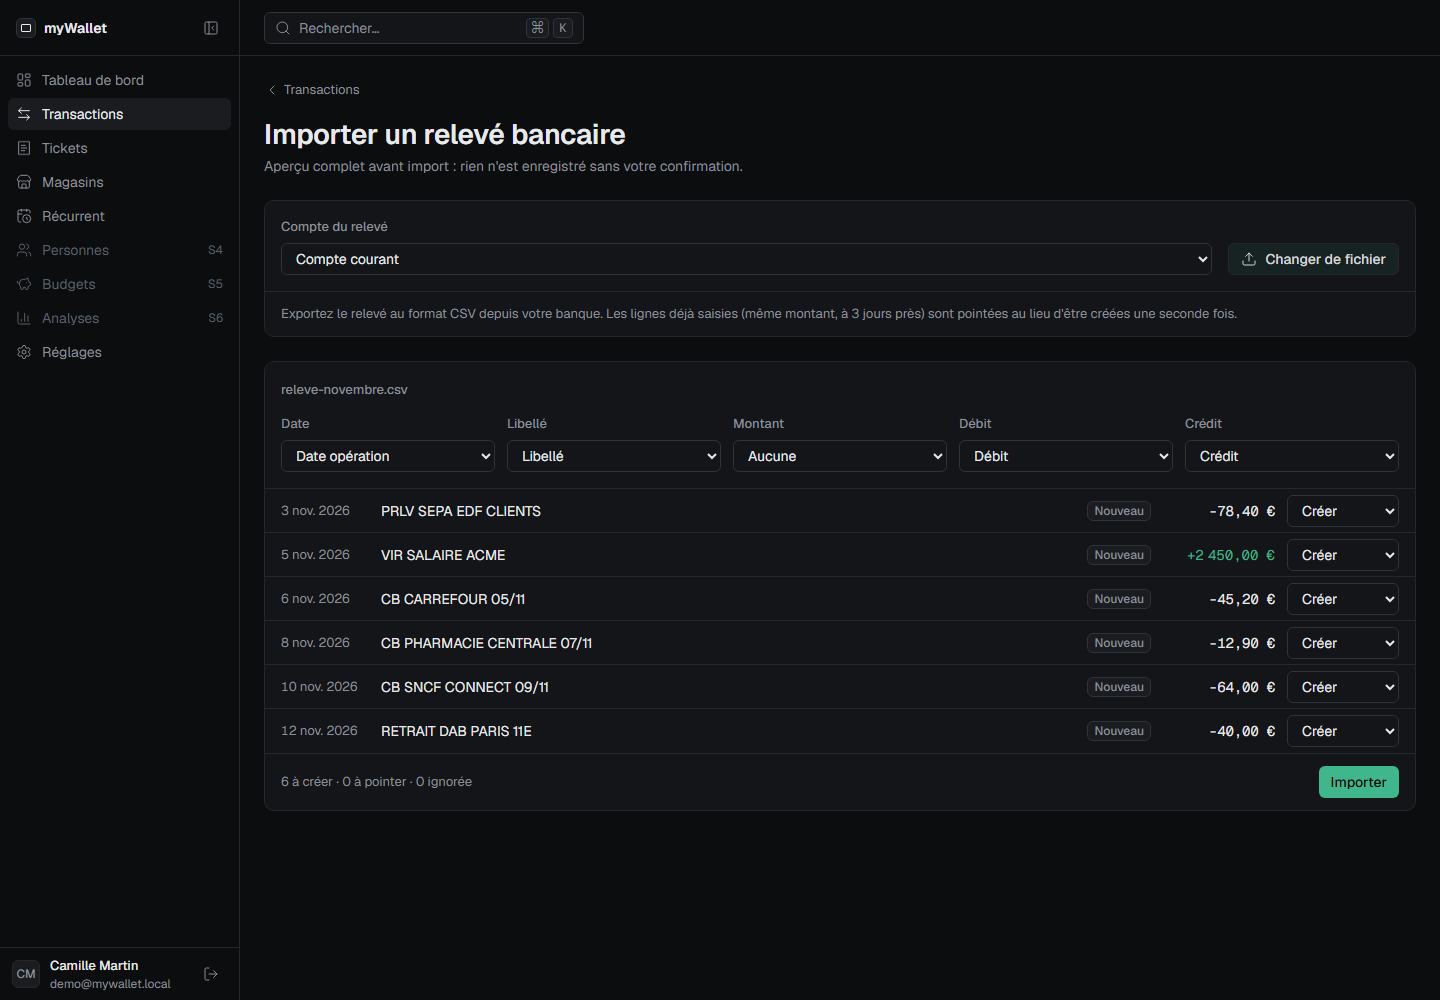 myWallet
Rechercher... ⌘ K
Tableau de bord
Transactions
Tickets
Magasins
Récurrent
Personnes S4
Budgets S5
Analyses S6
Réglages
Transactions
Importer un relevé bancaire
Aperçu complet avant import : rien n'est enregistré sans votre confirmation.
Compte du relevé
Compte courant Changer de fichier
Exportez le relevé au format CSV depuis votre banque. Les lignes déjà saisies (même montant, à 3 jours près) sont pointées au lieu d'être créées une seconde fois.
releve-novembre.csv
Date Libellé Montant Débit Crédit
Date opération Libellé Aucune Débit Crédit
3 nov. 2026 PRLV SEPA EDF CLIENTS Nouveau -78,40 € Créer
5 nov. 2026 VIR SALAIRE ACME Nouveau +2 450,00 € Créer
6 nov. 2026 CB CARREFOUR 05/11 Nouveau -45,20 € Créer
8 nov. 2026 CB PHARMACIE CENTRALE 07/11 Nouveau -12,90 € Créer
10 nov. 2026 CB SNCF CONNECT 09/11 Nouveau -64,00 € Créer
12 nov. 2026 RETRAIT DAB PARIS 11E Nouveau -40,00 € Créer
6 à créer · 0 à pointer · 0 ignorée Importer
CM Camille Martin
demo@mywallet.local